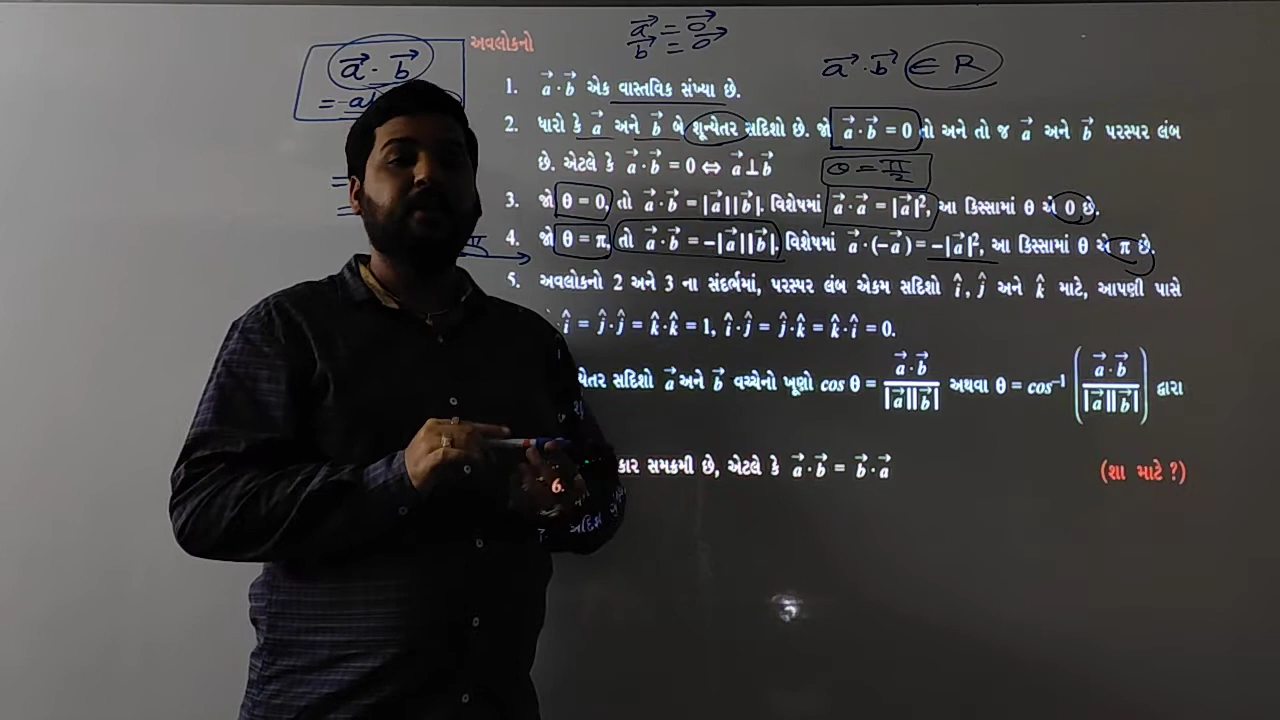 અવલોકનો
a⃗ = 0⃗
b⃗ = 0⃗
a⃗ · b⃗
= ab
a⃗ · b⃗ ∈ R
1. a⃗ · b⃗ એક વાસ્તવિક સંખ્યા છે.
2. ધારો કે a⃗ અને b⃗ બે શૂન્યેતર સદિશો છે. જો a⃗ · b⃗ = 0 તો અને તો જ a⃗ અને b⃗ પરસ્પર લંબ
છે. એટલે કે a⃗ · b⃗ = 0 ⇔ a⃗ ⊥ b⃗
θ = π/2
3. જો θ = 0, તો a⃗ · b⃗ = |a⃗| |b⃗|. વિશેષમાં a⃗ · a⃗ = |a⃗|², આ કિસ્સામાં θ એ 0 છે.
4. જો θ = π, તો a⃗ · b⃗ = −|a⃗| |b⃗|. વિશેષમાં a⃗ · (−a⃗) = −|a⃗|², આ કિસ્સામાં θ એ π છે.
π
5. અવલોકનો 2 અને 3 ના સંદર્ભમાં, પરસ્પર લંબ એકમ સદિશો î, ĵ અને k̂ માટે, આપણી પાસે
· î = ĵ · ĵ = k̂ · k̂ = 1, î · ĵ = ĵ · k̂ = k̂ · î = 0.
સદિશો a⃗ અને b⃗ વચ્ચેનો ખૂણો cos θ = (a⃗ · b⃗)/(|a⃗||b⃗|) અથવા θ = cos⁻¹ ((a⃗ · b⃗)/(|a⃗||b⃗|)) દ્વારા
6.
સમક્રમી છે, એટલે કે a⃗ · b⃗ = b⃗ · a⃗ (શા માટે ?)